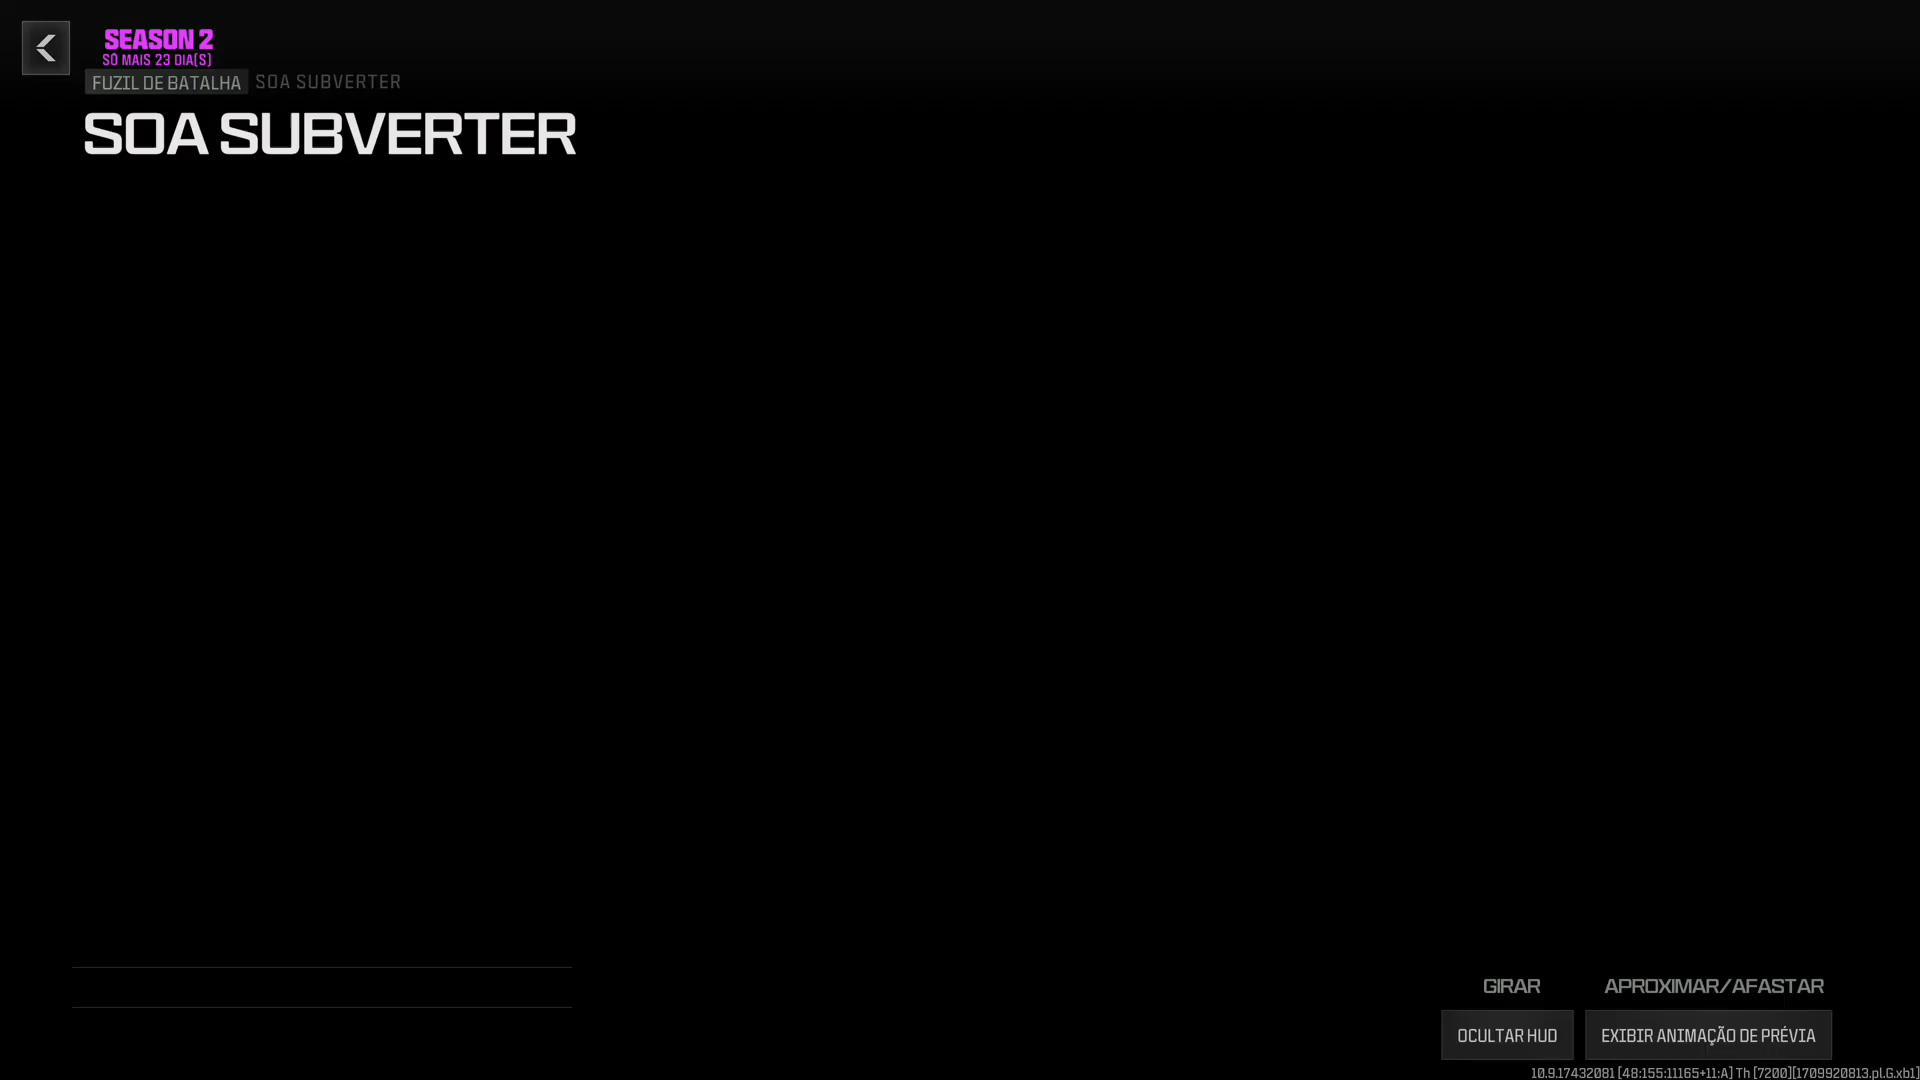 SEASON 2
SÓ MAIS 23 DIA(S)
FUZIL DE BATALHA SOA SUBVERTER
SOA SUBVERTER
GIRAR APROXIMAR/AFASTAR
OCULTAR HUD EXIBIR ANIMAÇÃO DE PRÉVIA
10.9.17432081 [48:155:11165+11:A] Th [7200][1709920813.pl.G.xb1]